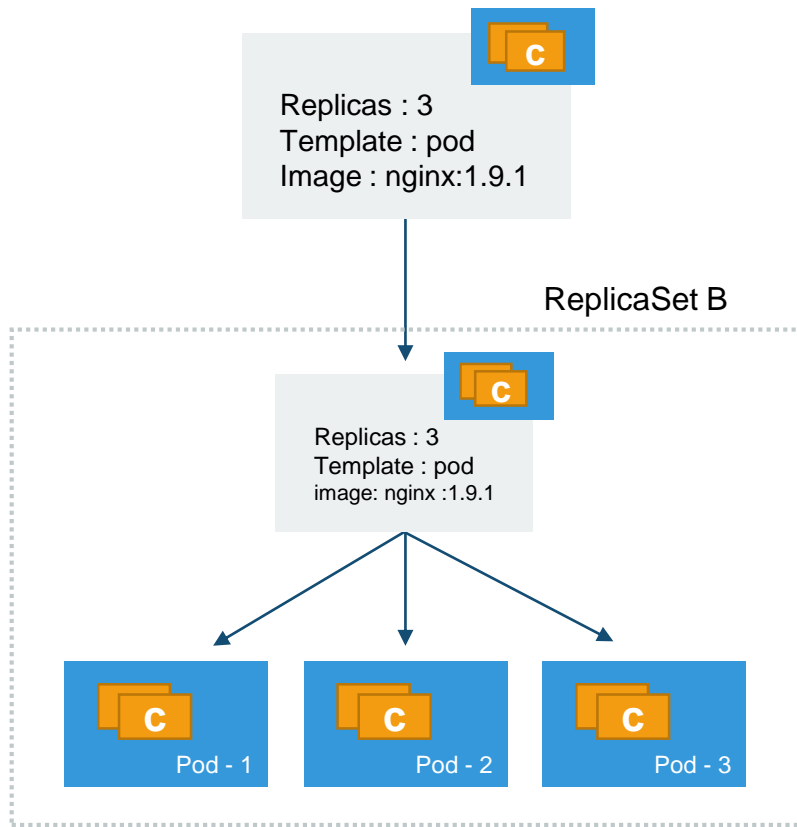 C
Replicas : 3
Template : pod
Image : nginx:1.9.1
ReplicaSet B
C
Replicas : 3
Template : pod
image: nginx :1.9.1
C
C
C
Pod - 1
Pod - 2
Pod - 3